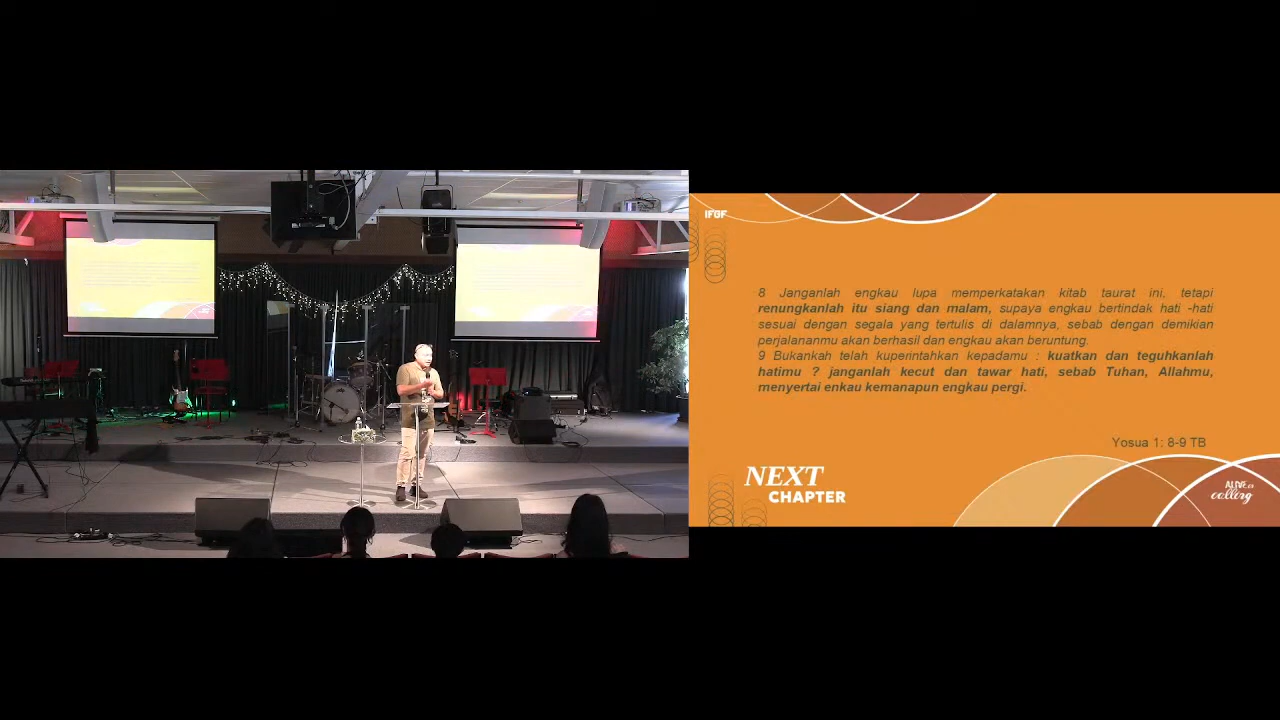 IFGF
8 Janganlah engkau lupa memperkatakan kitab taurat ini, tetapi
renungkanlah itu siang dan malam, supaya engkau bertindak hati -hati
sesuai dengan segala yang tertulis di dalamnya, sebab dengan demikian
perjalananmu akan berhasil dan engkau akan beruntung.
9 Bukankah telah kuperintahkan kepadamu : kuatkan dan teguhkanlah
hatimu ? janganlah kecut dan tawar hati, sebab Tuhan, Allahmu,
menyertai enkau kemanapun engkau pergi.
Yosua 1: 8-9 TB
NEXT
CHAPTER
ALIVE
calling